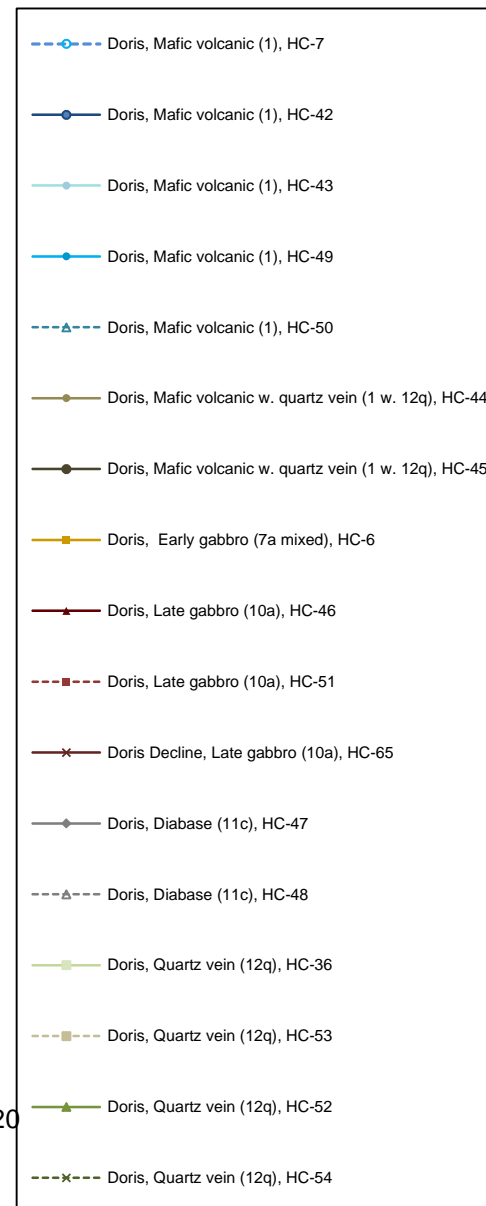 Doris, Mafic volcanic (1), HC-7
Doris, Mafic volcanic (1), HC-42
Doris, Mafic volcanic (1), HC-43
Doris, Mafic volcanic (1), HC-49
Doris, Mafic volcanic (1), HC-50
Doris, Mafic volcanic w. quartz vein (1 w. 12q), HC-44
Doris, Mafic volcanic w. quartz vein (1 w. 12q), HC-45
Doris,  Early gabbro (7a mixed), HC-6
Doris, Late gabbro (10a), HC-46
Doris, Late gabbro (10a), HC-51
Doris Decline, Late gabbro (10a), HC-65
Doris, Diabase (11c), HC-47
Doris, Diabase (11c), HC-48
Doris, Quartz vein (12q), HC-36
Doris, Quartz vein (12q), HC-53
Doris, Quartz vein (12q), HC-52
Doris, Quartz vein (12q), HC-54